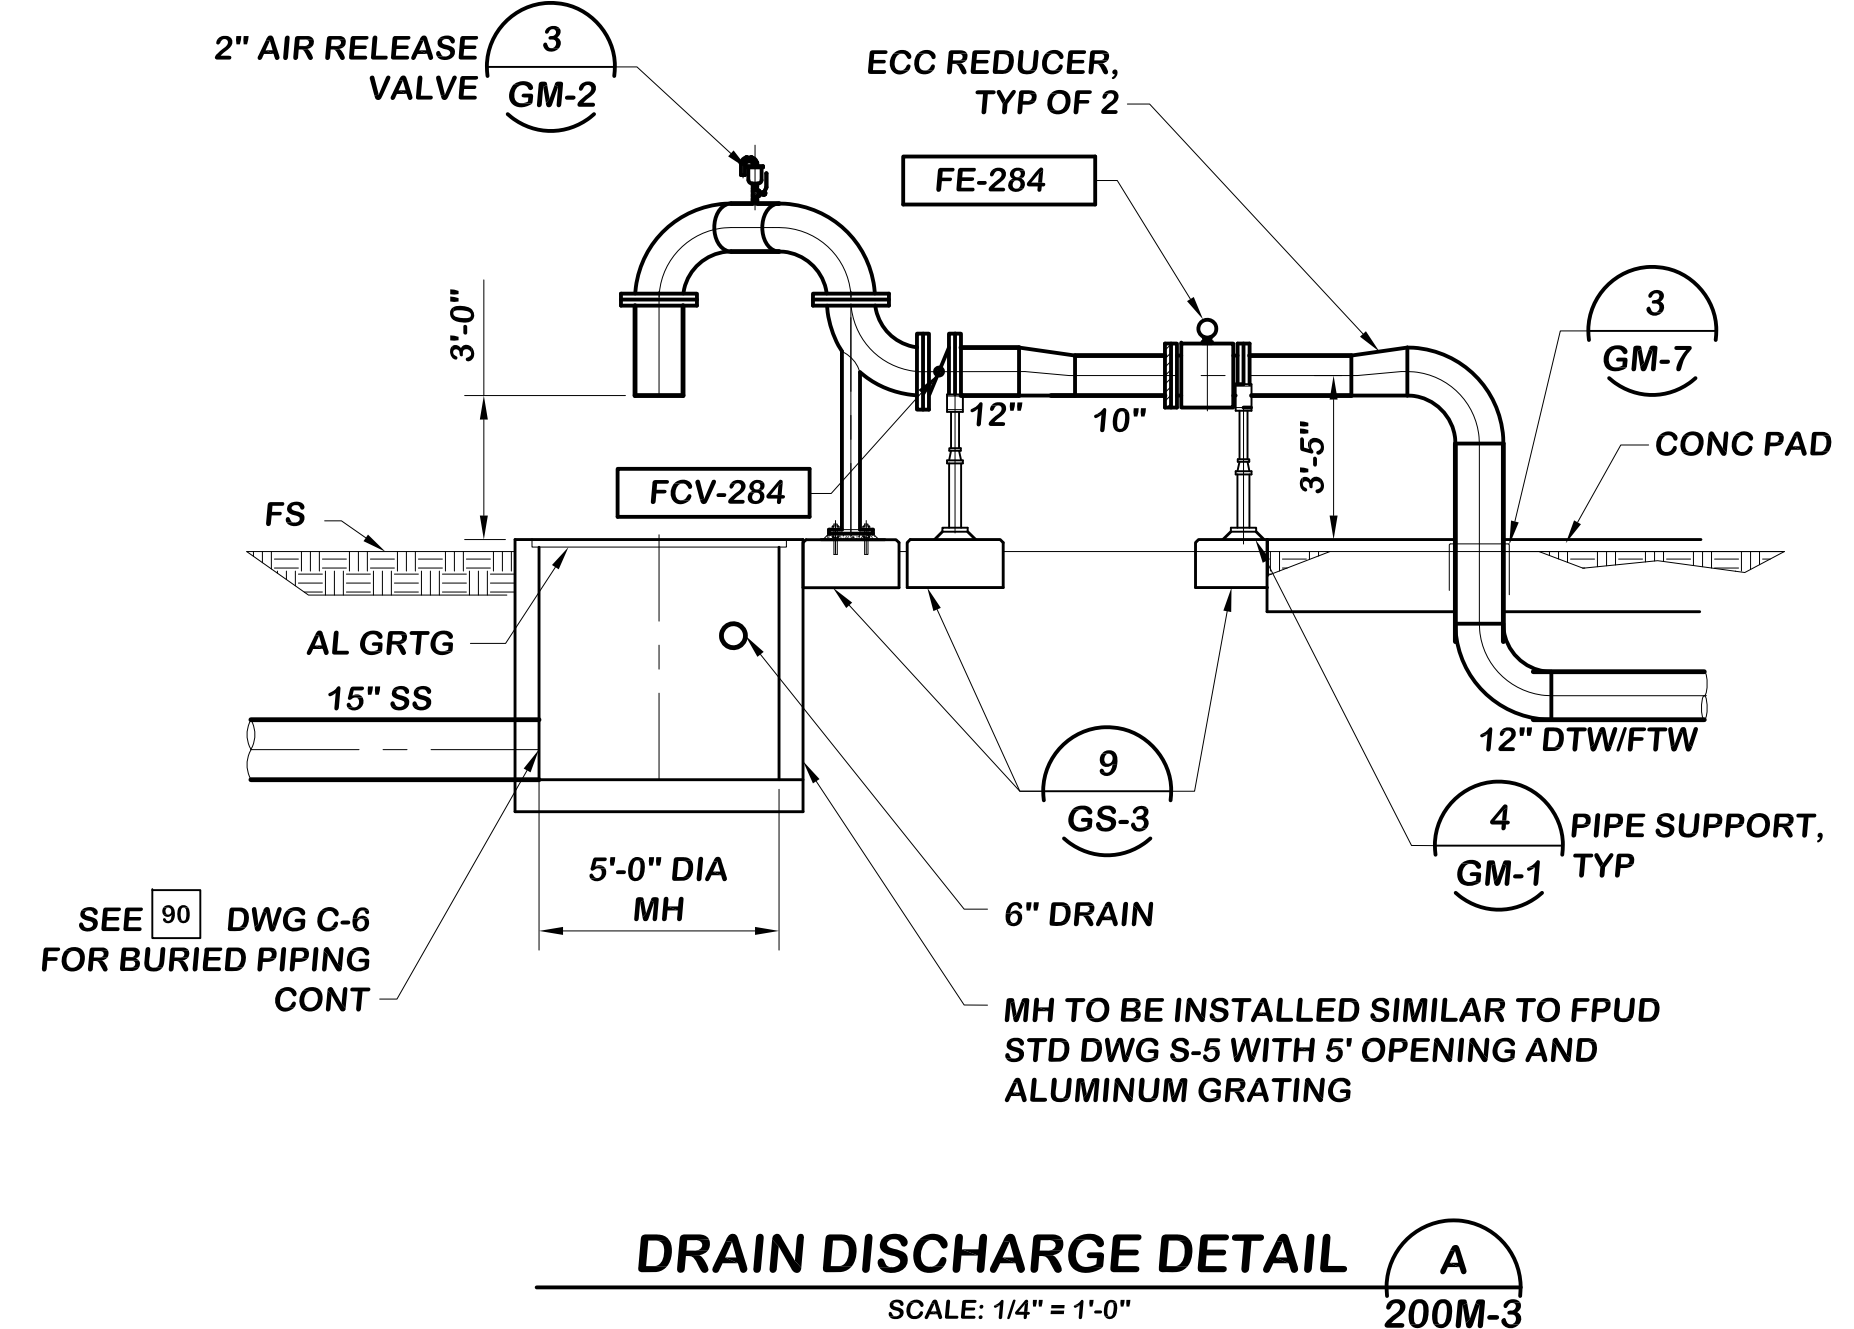 2" AIR RELEASE
VALVE
3
GM-2
ECC REDUCER,
TYP OF 2
FE-284
3
GM-7
CONC PAD
3'-0"
12"
10"
3'-5"
FCV-284
FS
AL GRTG
15" SS
12" DTW/FTW
9
GS-3
4
GM-1
PIPE SUPPORT,
TYP
5'-0" DIA
MH
SEE 90 DWG C-6
FOR BURIED PIPING
CONT
6" DRAIN
MH TO BE INSTALLED SIMILAR TO FPUD
STD DWG S-5 WITH 5' OPENING AND
ALUMINUM GRATING
DRAIN DISCHARGE DETAIL
A
200M-3
SCALE: 1/4" = 1'-0"